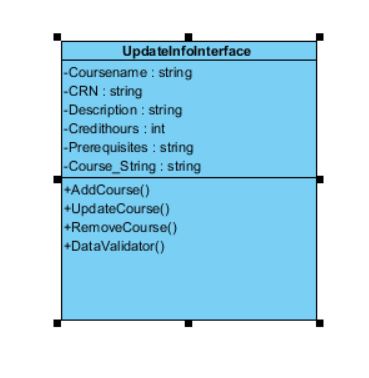 UpdateInfoInterface
-Coursename : string
-CRN : string
-Description : string
-Credithours : int
-Prerequisites : string
-Course_String : string
+AddCourse()
+UpdateCourse()
+RemoveCourse()
+DataValidator()